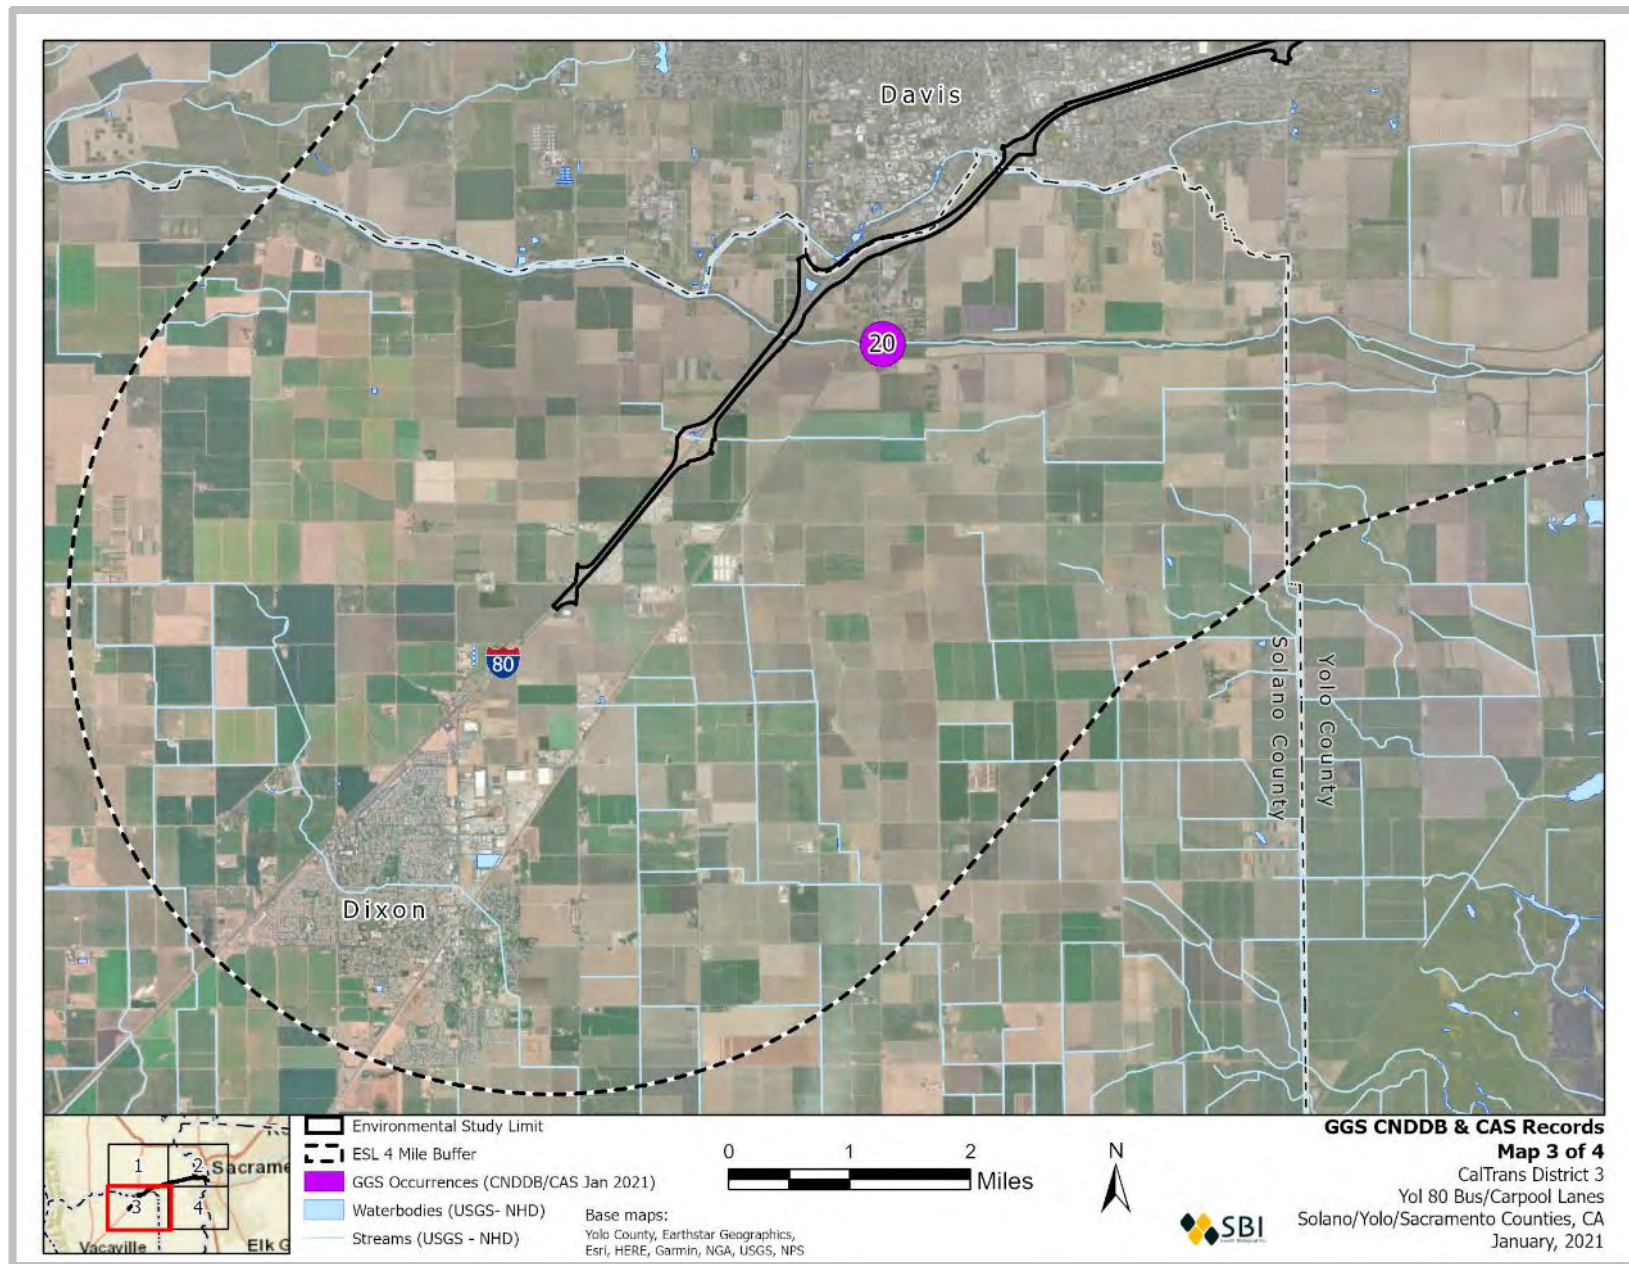 Davis
20
80
Solano County
Yolo County
Dixon
1
2
Sacrame
3
4
Vacaville
Elk G
Environmental Study Limit
ESL 4 Mile Buffer
GGS Occurrences (CNDDB/CAS Jan 2021)
Waterbodies (USGS- NHD)
Streams (USGS - NHD)
0 1 2
Miles
Base maps:
Yolo County, Earthstar Geographics,
Esri, HERE, Garmin, NGA, USGS, NPS
N
SBI
GGS CNDDB & CAS Records
Map 3 of 4
CalTrans District 3
Yol 80 Bus/Carpool Lanes
Solano/Yolo/Sacramento Counties, CA
January, 2021